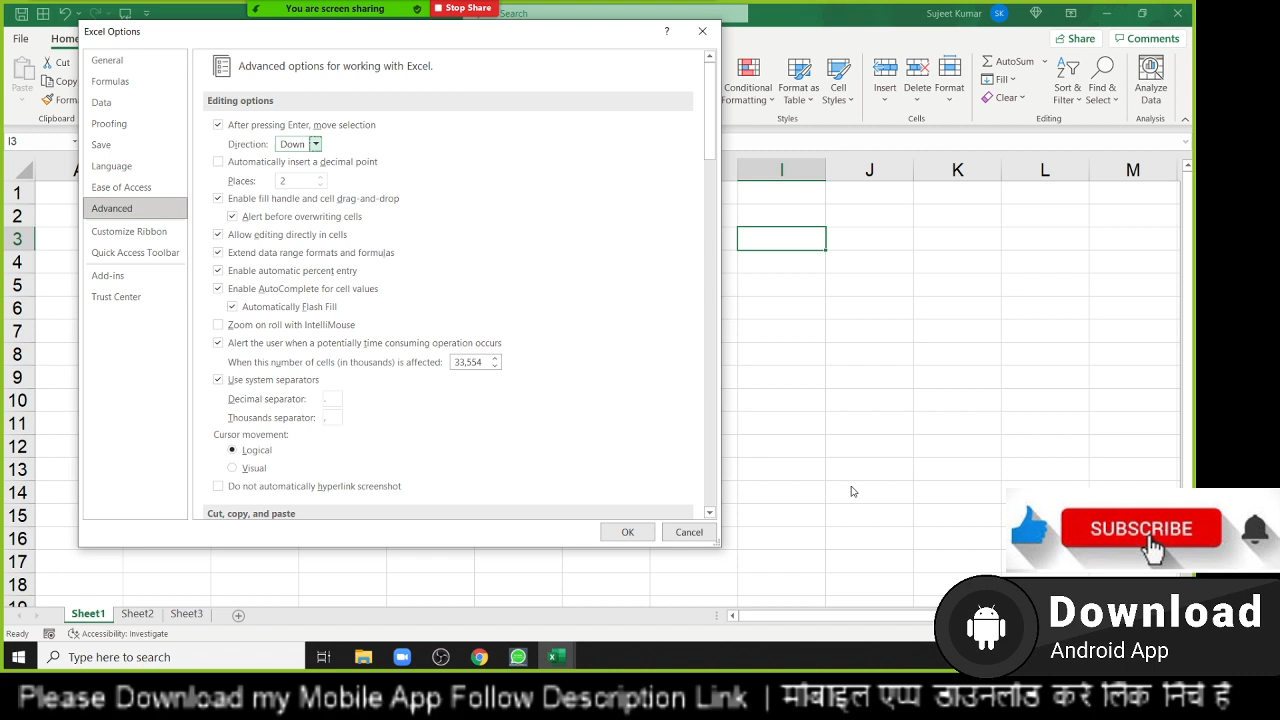 You are screen sharing
Stop Share
Search
Sujeet Kumar
SK
File
Home
Share
Comments
Cut
Copy
Paste
Clipboard
Conditional Formatting
Format as Table
Cell Styles
Styles
Insert
Delete
Format
Cells
AutoSum
Fill
Clear
Sort & Filter
Find & Select
Editing
Analyze Data
Analysis
I3
Excel Options
?
General
Formulas
Data
Proofing
Save
Language
Ease of Access
Advanced
Customize Ribbon
Quick Access Toolbar
Add-ins
Trust Center
Advanced options for working with Excel.
Editing options
After pressing Enter, move selection
Direction: Down
Automatically insert a decimal point
Places: 2
Enable fill handle and cell drag-and-drop
Alert before overwriting cells
Allow editing directly in cells
Extend data range formats and formulas
Enable automatic percent entry
Enable AutoComplete for cell values
Automatically Flash Fill
Zoom on roll with IntelliMouse
Alert the user when a potentially time consuming operation occurs
When this number of cells (in thousands) is affected: 33,554
Use system separators
Decimal separator: .
Thousands separator: ,
Cursor movement:
Logical
Visual
Do not automatically hyperlink screenshot
Cut, copy, and paste
OK
Cancel
I J K L M
1
2
3
4
5
6
7
8
9
10
11
12
13
14
15
16
17
18
SUBSCRIBE
Download
Android App
Sheet1
Sheet2
Sheet3
Ready
Accessibility: Investigate
Type here to search
Please Download my Mobile App Follow Description Link | मोबाइल एप्प डाउनलोड करे लिंक निचे है